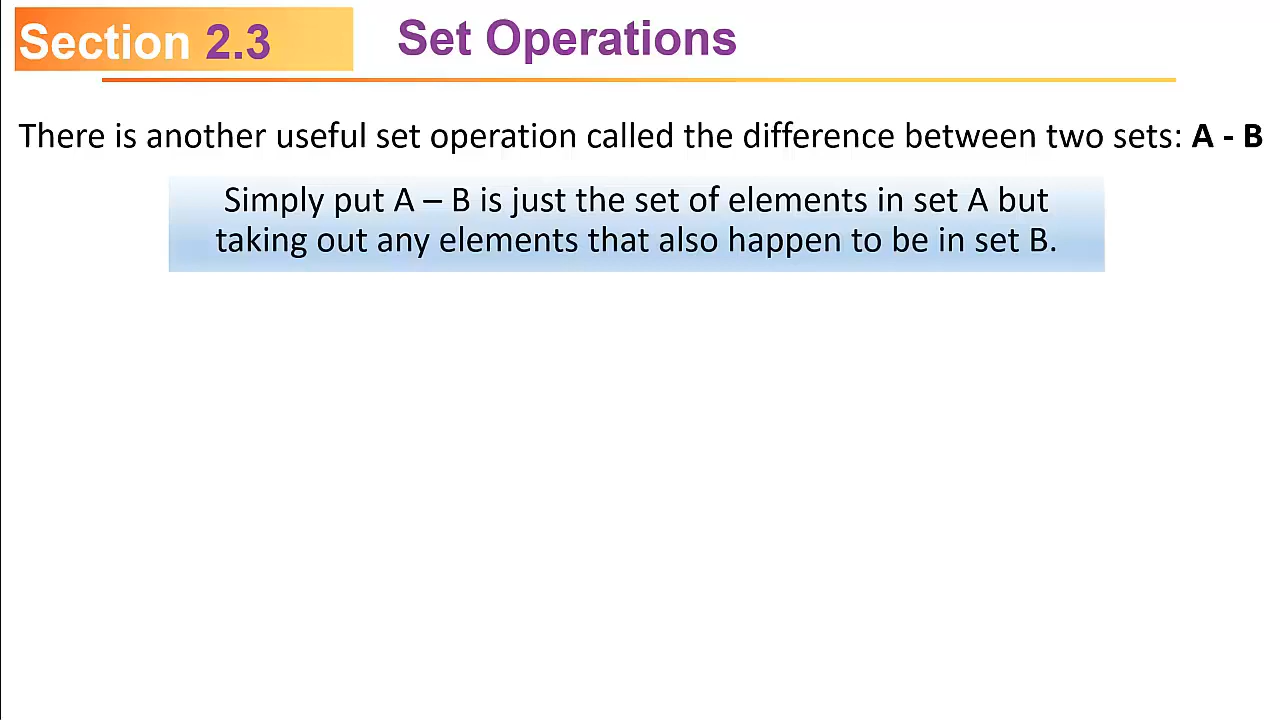 Section 2.3
Set Operations
There is another useful set operation called the difference between two sets: A - B
Simply put A – B is just the set of elements in set A but
taking out any elements that also happen to be in set B.